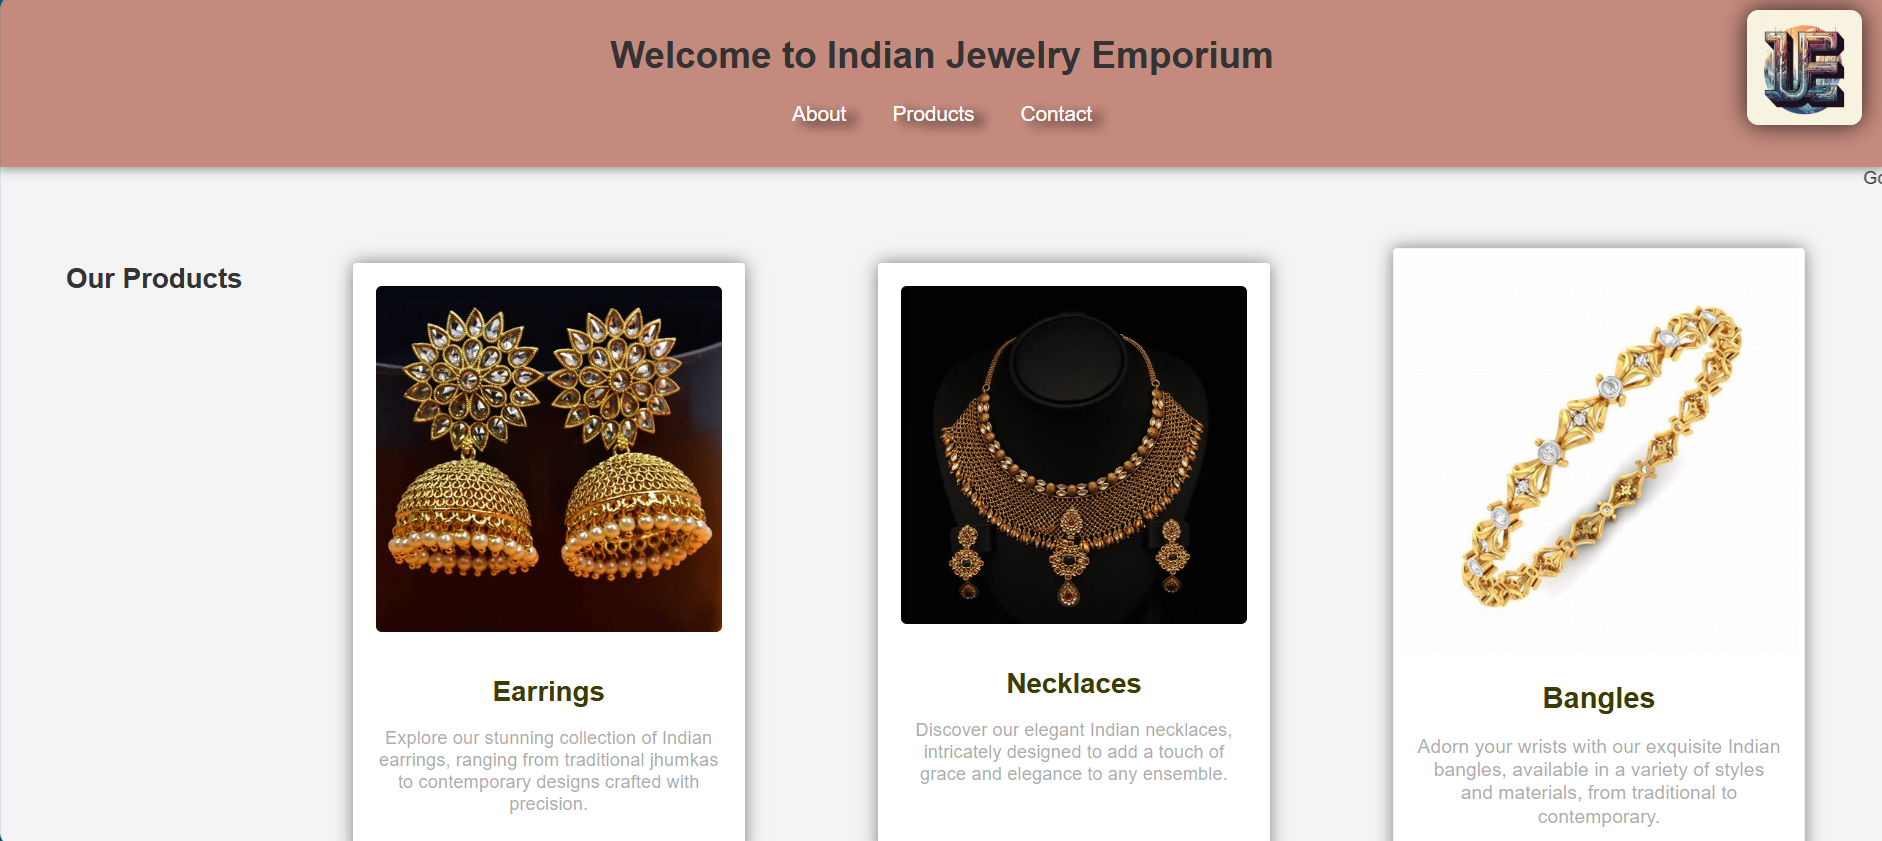 Welcome to Indian Jewelry Emporium
UE
About Products Contact
Go
Our Products
Earrings
Explore our stunning collection of Indian
earrings, ranging from traditional jhumkas
to contemporary designs crafted with
precision.
Necklaces
Discover our elegant Indian necklaces,
intricately designed to add a touch of
grace and elegance to any ensemble.
Bangles
Adorn your wrists with our exquisite Indian
bangles, available in a variety of styles
and materials, from traditional to
contemporary.